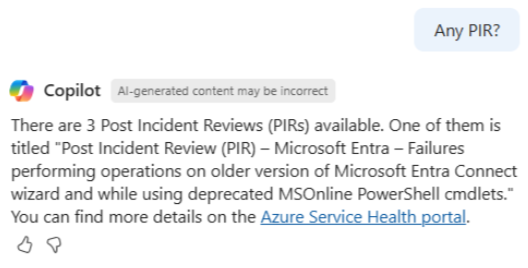 Any PIR?
Copilot AI-generated content may be incorrect
There are 3 Post Incident Reviews (PIRs) available. One of them is
titled "Post Incident Review (PIR) – Microsoft Entra – Failures
performing operations on older version of Microsoft Entra Connect
wizard and while using deprecated MSOnline PowerShell cmdlets."
You can find more details on the Azure Service Health portal.